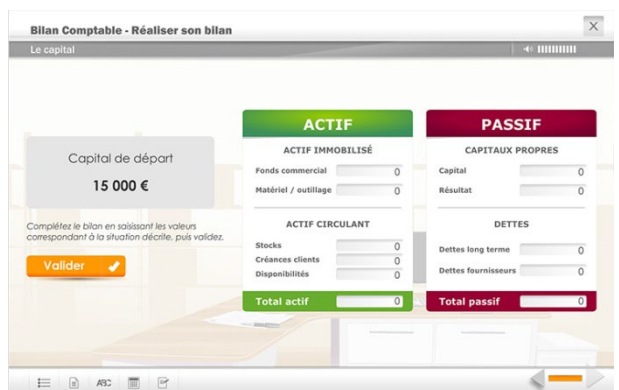 Bilan Comptable - Réaliser son bilan
Le capital
Capital de départ
15 000 €
Complétez le bilan en saisissant les valeurs
correspondant à la situation décrite, puis validez.
Valider
ACTIF
ACTIF IMMOBILISÉ
Fonds commercial 0
Matériel / outillage 0
ACTIF CIRCULANT
Stocks 0
Créances clients 0
Disponibilités 0
Total actif 0
PASSIF
CAPITAUX PROPRES
Capital 0
Résultat 0
DETTES
Dettes long terme 0
Dettes fournisseurs 0
Total passif 0
ABC